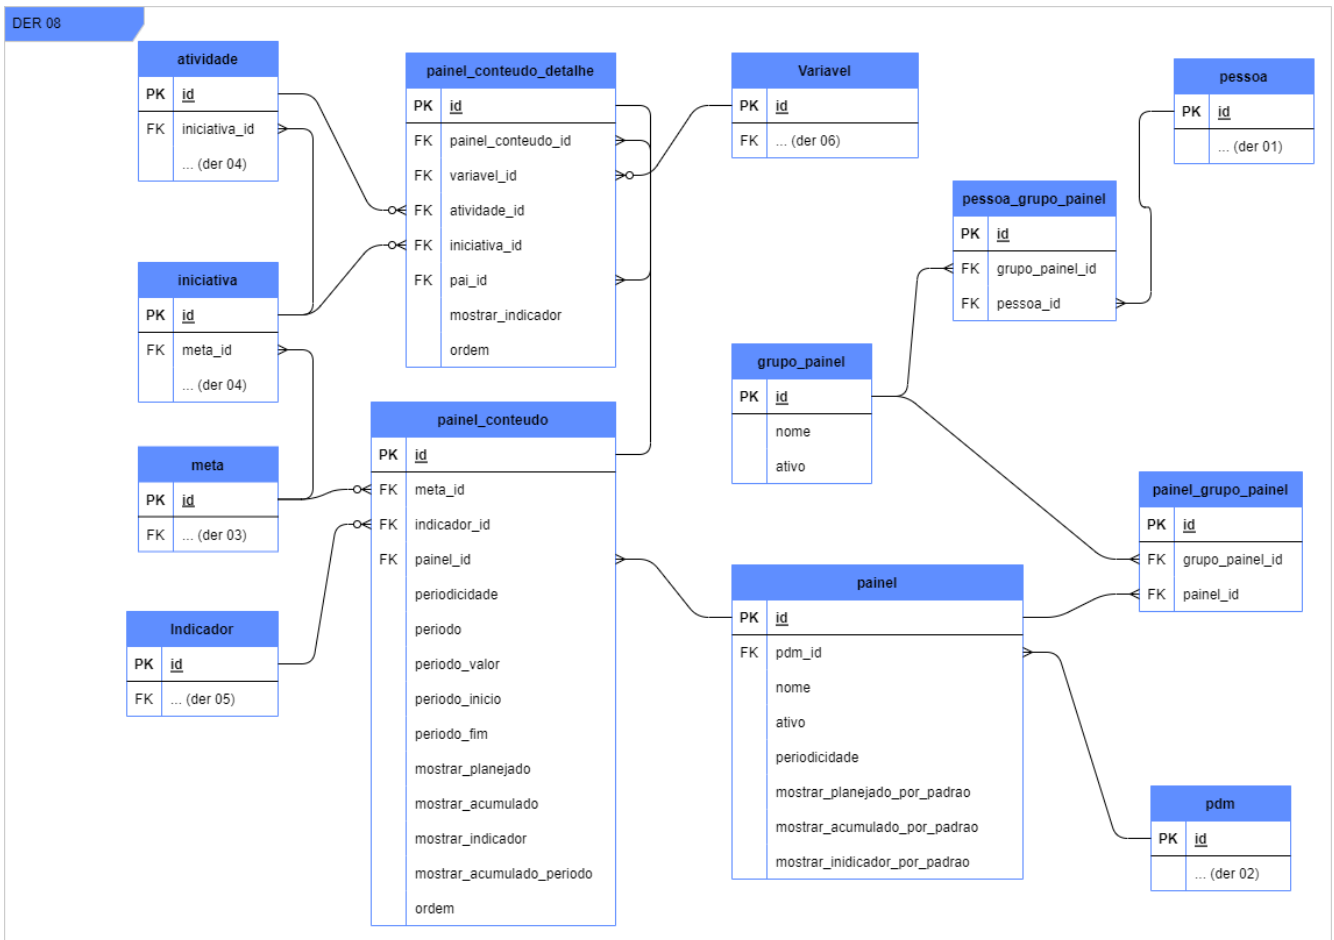 DER 08
atividade
PK id
FK iniciativa_id
... (der 04)
iniciativa
PK id
FK meta_id
... (der 04)
meta
PK id
FK ... (der 03)
Indicador
PK id
FK ... (der 05)
painel_conteudo_detalhe
PK id
FK painel_conteudo_id
FK variavel_id
FK atividade_id
FK iniciativa_id
FK pai_id
mostrar_indicador
ordem
painel_conteudo
PK id
FK meta_id
FK indicador_id
FK painel_id
periodicidade
periodo
periodo_valor
periodo_inicio
periodo_fim
mostrar_planejado
mostrar_acumulado
mostrar_indicador
mostrar_acumulado_periodo
ordem
Variavel
PK id
FK ... (der 06)
grupo_painel
PK id
nome
ativo
painel
PK id
FK pdm_id
nome
ativo
periodicidade
mostrar_planejado_por_padrao
mostrar_acumulado_por_padrao
mostrar_inidicador_por_padrao
pessoa
PK id
... (der 01)
pessoa_grupo_painel
PK id
FK grupo_painel_id
FK pessoa_id
painel_grupo_painel
PK id
FK grupo_painel_id
FK painel_id
pdm
PK id
... (der 02)